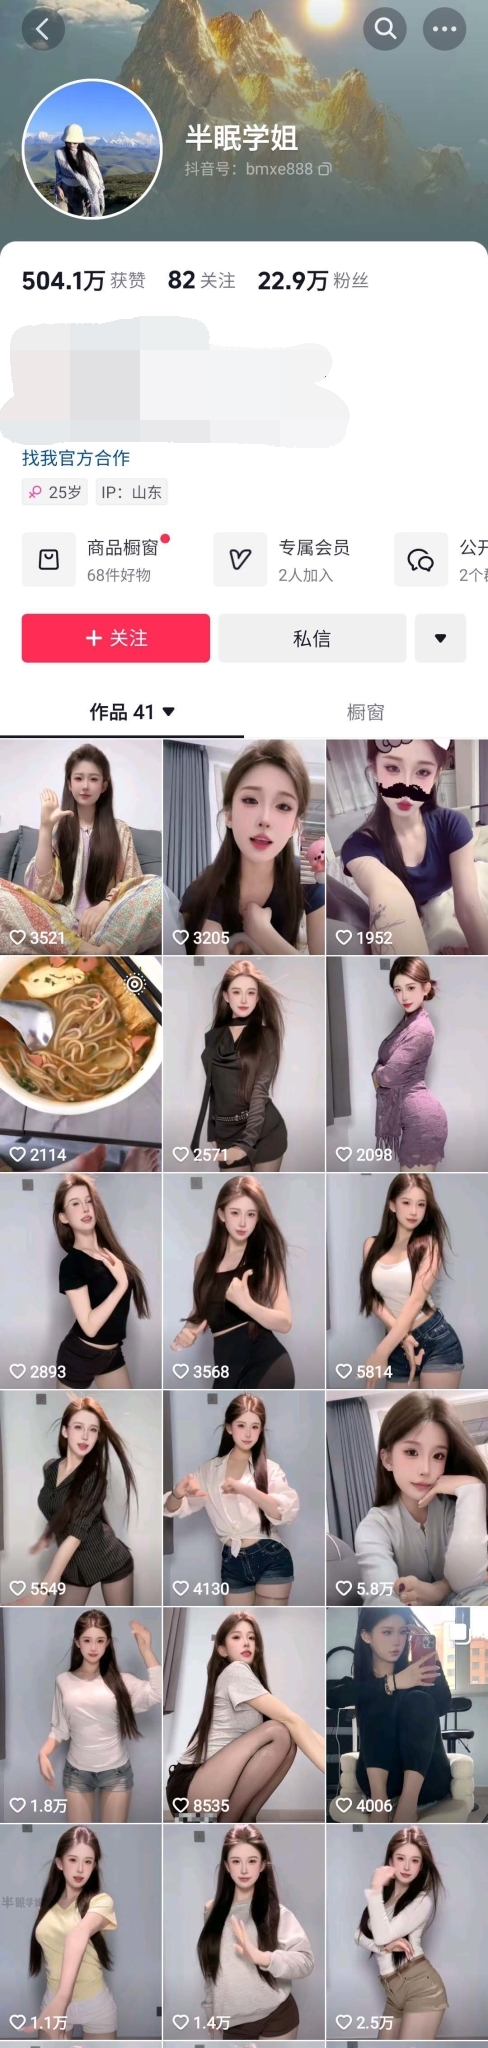 半眠学姐
抖音号：bmxe888
504.1万 获赞 82 关注 22.9万 粉丝
找我官方合作
25岁 IP：山东
商品橱窗 专属会员 公开
68件好物 2人加入 2个
+ 关注 私信
作品 41 橱窗
3521 3205 1952
2114 2571 2098
2893 3568 5814
5549 4130 5.8万
1.8万 8535 4006
半眠学姐
1.1万 1.4万 2.5万